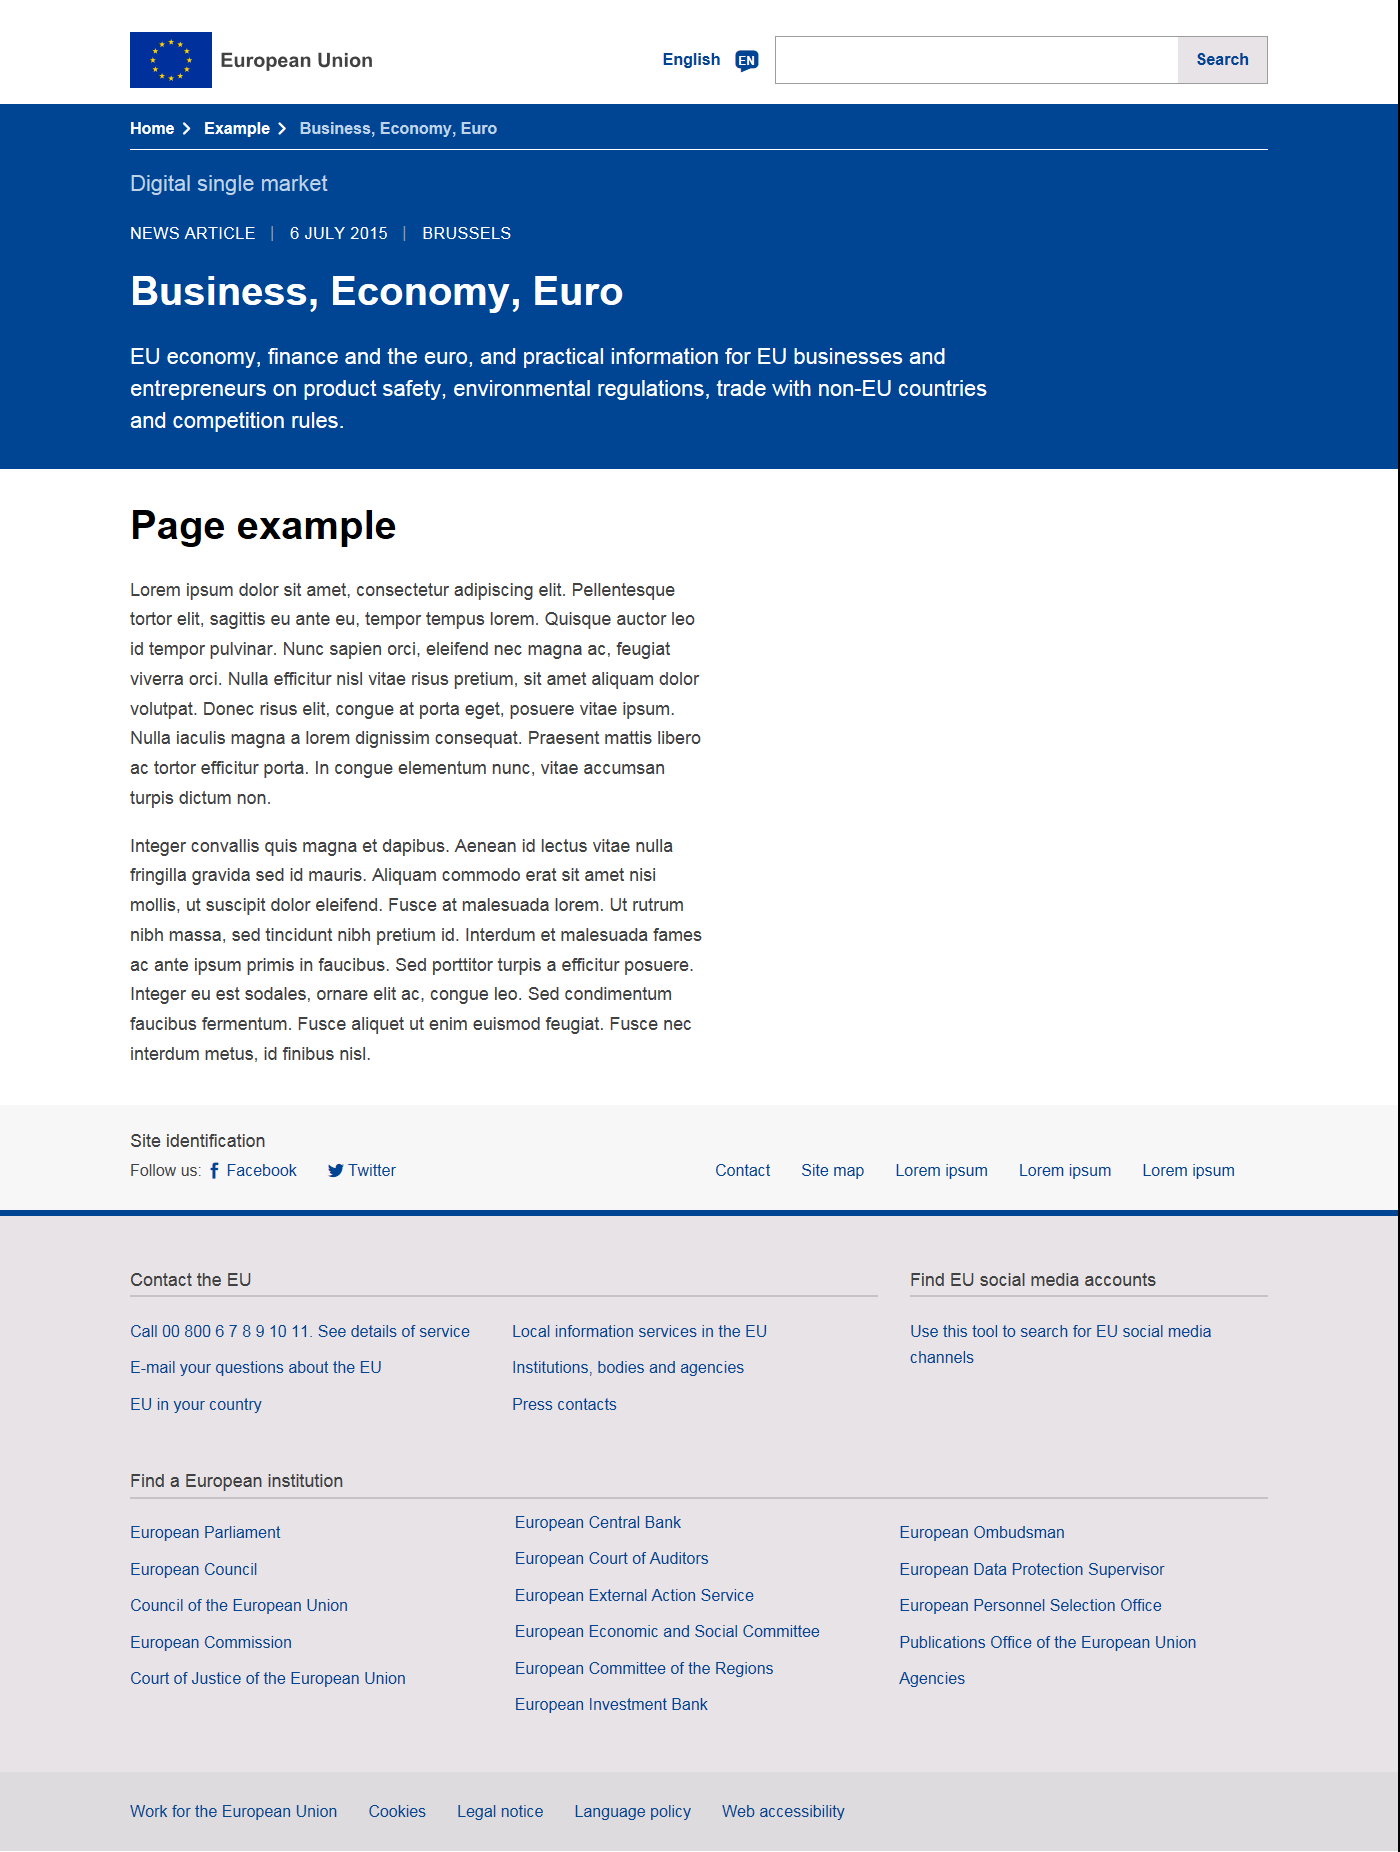 European Union
English EN Search
Home Example Business, Economy, Euro
Digital single market
NEWS ARTICLE | 6 JULY 2015 | BRUSSELS
Business, Economy, Euro
EU economy, finance and the euro, and practical information for EU businesses and
entrepreneurs on product safety, environmental regulations, trade with non-EU countries
and competition rules.
Page example
Lorem ipsum dolor sit amet, consectetur adipiscing elit. Pellentesque
tortor elit, sagittis eu ante eu, tempor tempus lorem. Quisque auctor leo
id tempor pulvinar. Nunc sapien orci, eleifend nec magna ac, feugiat
viverra orci. Nulla efficitur nisl vitae risus pretium, sit amet aliquam dolor
volutpat. Donec risus elit, congue at porta eget, posuere vitae ipsum.
Nulla iaculis magna a lorem dignissim consequat. Praesent mattis libero
ac tortor efficitur porta. In congue elementum nunc, vitae accumsan
turpis dictum non.
Integer convallis quis magna et dapibus. Aenean id lectus vitae nulla
fringilla gravida sed id mauris. Aliquam commodo erat sit amet nisi
mollis, ut suscipit dolor eleifend. Fusce at malesuada lorem. Ut rutrum
nibh massa, sed tincidunt nibh pretium id. Interdum et malesuada fames
ac ante ipsum primis in faucibus. Sed porttitor turpis a efficitur posuere.
Integer eu est sodales, ornare elit ac, congue leo. Sed condimentum
faucibus fermentum. Fusce aliquet ut enim euismod feugiat. Fusce nec
interdum metus, id finibus nisl.
Site identification
Follow us: Facebook Twitter
Contact Site map Lorem ipsum Lorem ipsum Lorem ipsum
Contact the EU
Call 00 800 6 7 8 9 10 11. See details of service
E-mail your questions about the EU
EU in your country
Local information services in the EU
Institutions, bodies and agencies
Press contacts
Find EU social media accounts
Use this tool to search for EU social media
channels
Find a European institution
European Parliament
European Council
Council of the European Union
European Commission
Court of Justice of the European Union
European Central Bank
European Court of Auditors
European External Action Service
European Economic and Social Committee
European Committee of the Regions
European Investment Bank
European Ombudsman
European Data Protection Supervisor
European Personnel Selection Office
Publications Office of the European Union
Agencies
Work for the European Union Cookies Legal notice Language policy Web accessibility